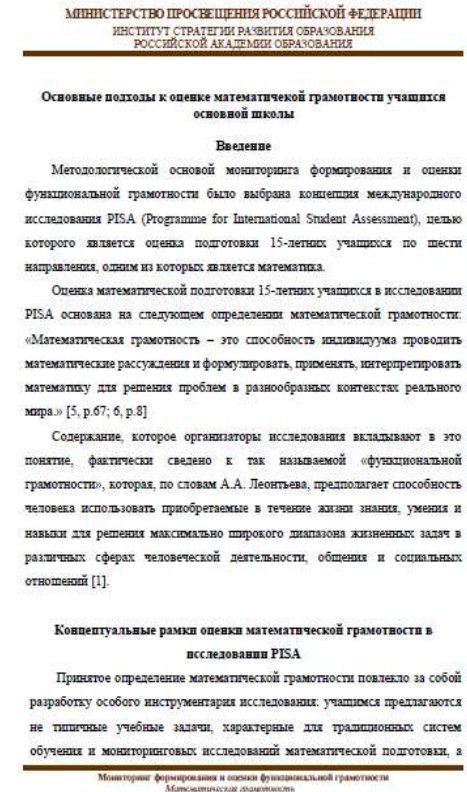 МИНИСТЕРСТВО ПРОСВЕЩЕНИЯ РОССИЙСКОЙ ФЕДЕРАЦИИ
ИНСТИТУТ СТРАТЕГИИ РАЗВИТИЯ ОБРАЗОВАНИЯ
РОССИЙСКОЙ АКАДЕМИИ ОБРАЗОВАНИЯ
Основные подходы к оценке математичекой грамотности учащихся
основной школы
Введение
Методологической основой мониторинга формирования и оценки
функциональной грамотности было выбрана концепция международного
исследования PISA (Programme for International Student Assessment), целью
которого является оценка подготовки 15-летних учащихся по шести
направления, одним из которых является математика.
Оценка математической подготовки 15-летних учащихся в исследовании
PISA основана на следующем определении математической грамотности:
«Математическая грамотность – это способность индивидуума проводить
математические рассуждения и формулировать, применять, интерпретировать
математику для решения проблем в разнообразных контекстах реального
мира.» [5, p.67; 6, p.8]
Содержание, которое организаторы исследования вкладывают в это
понятие, фактически сведено к так называемой «функциональной
грамотности», которая, по словам А.А. Леонтьева, предполагает способность
человека использовать приобретаемые в течение жизни знания, умения и
навыки для решения максимально широкого диапазона жизненных задач в
различных сферах человеческой деятельности, общения и социальных
отношений [1].
Концептуальные рамки оценки математической грамотности в
исследовании PISA
Принятое определение математической грамотности повлекло за собой
разработку особого инструментария исследования: учащимся предлагаются
не типичные учебные задачи, характерные для традиционных систем
обучения и мониторинговых исследований математической подготовки, а
Мониторинг формирования и оценки функциональной грамотности
Математическая грамотность